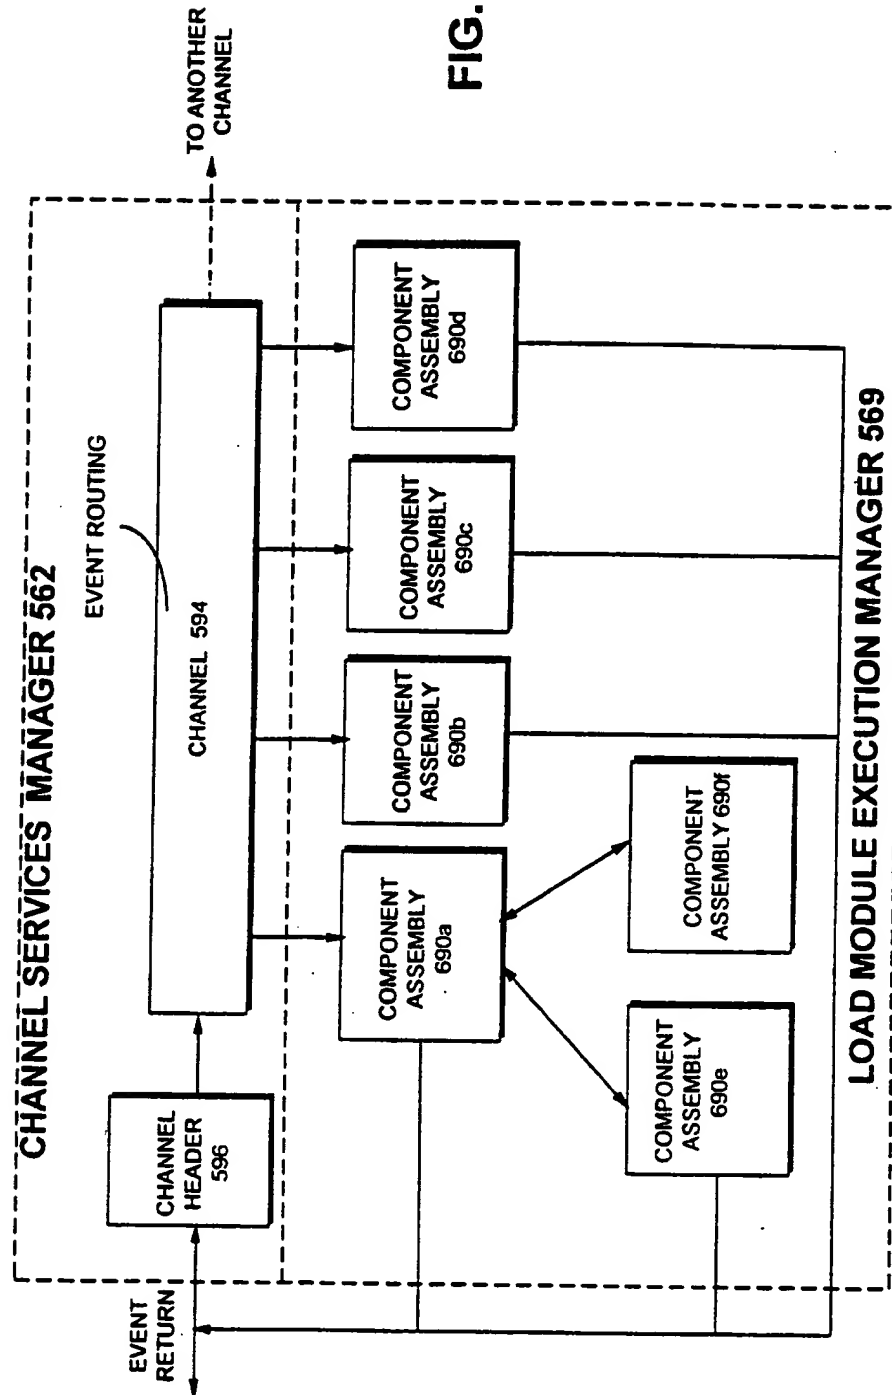 CHANNEL SERVICES MANAGER 562
EVENT ROUTING
TO ANOTHER
CHANNEL
FIG.
EVENT
RETURN
CHANNEL
HEADER
596
CHANNEL 594
COMPONENT
ASSEMBLY
690a
COMPONENT
ASSEMBLY
690b
COMPONENT
ASSEMBLY
690c
COMPONENT
ASSEMBLY
690d
COMPONENT
ASSEMBLY
690e
COMPONENT
ASSEMBLY 690f
LOAD MODULE EXECUTION MANAGER 569